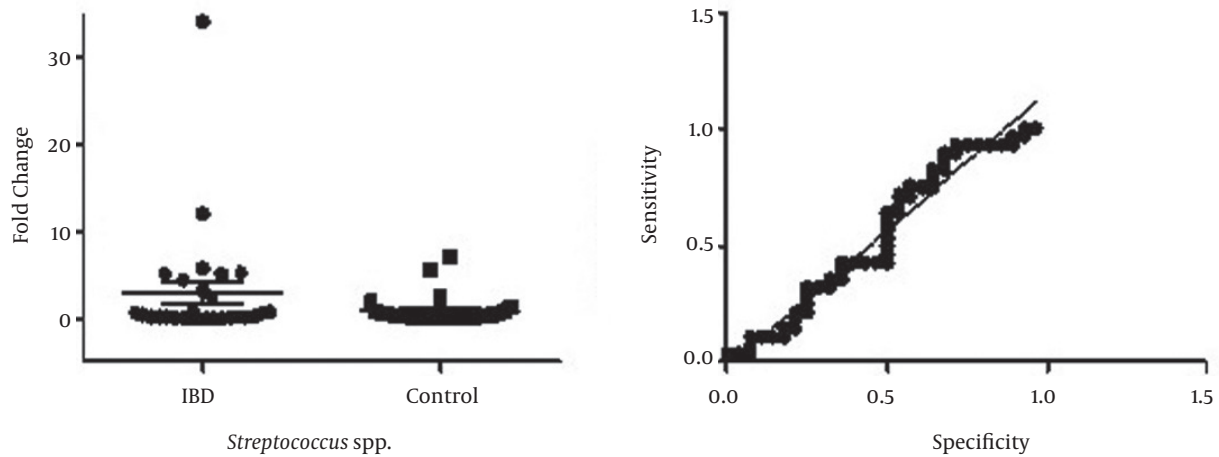 Fold Change
30
20
10
0
IBD
Control
Streptococcus spp.
Sensitivity
1.5
1.0
0.5
0.0
0.0
0.5
1.0
1.5
Specificity